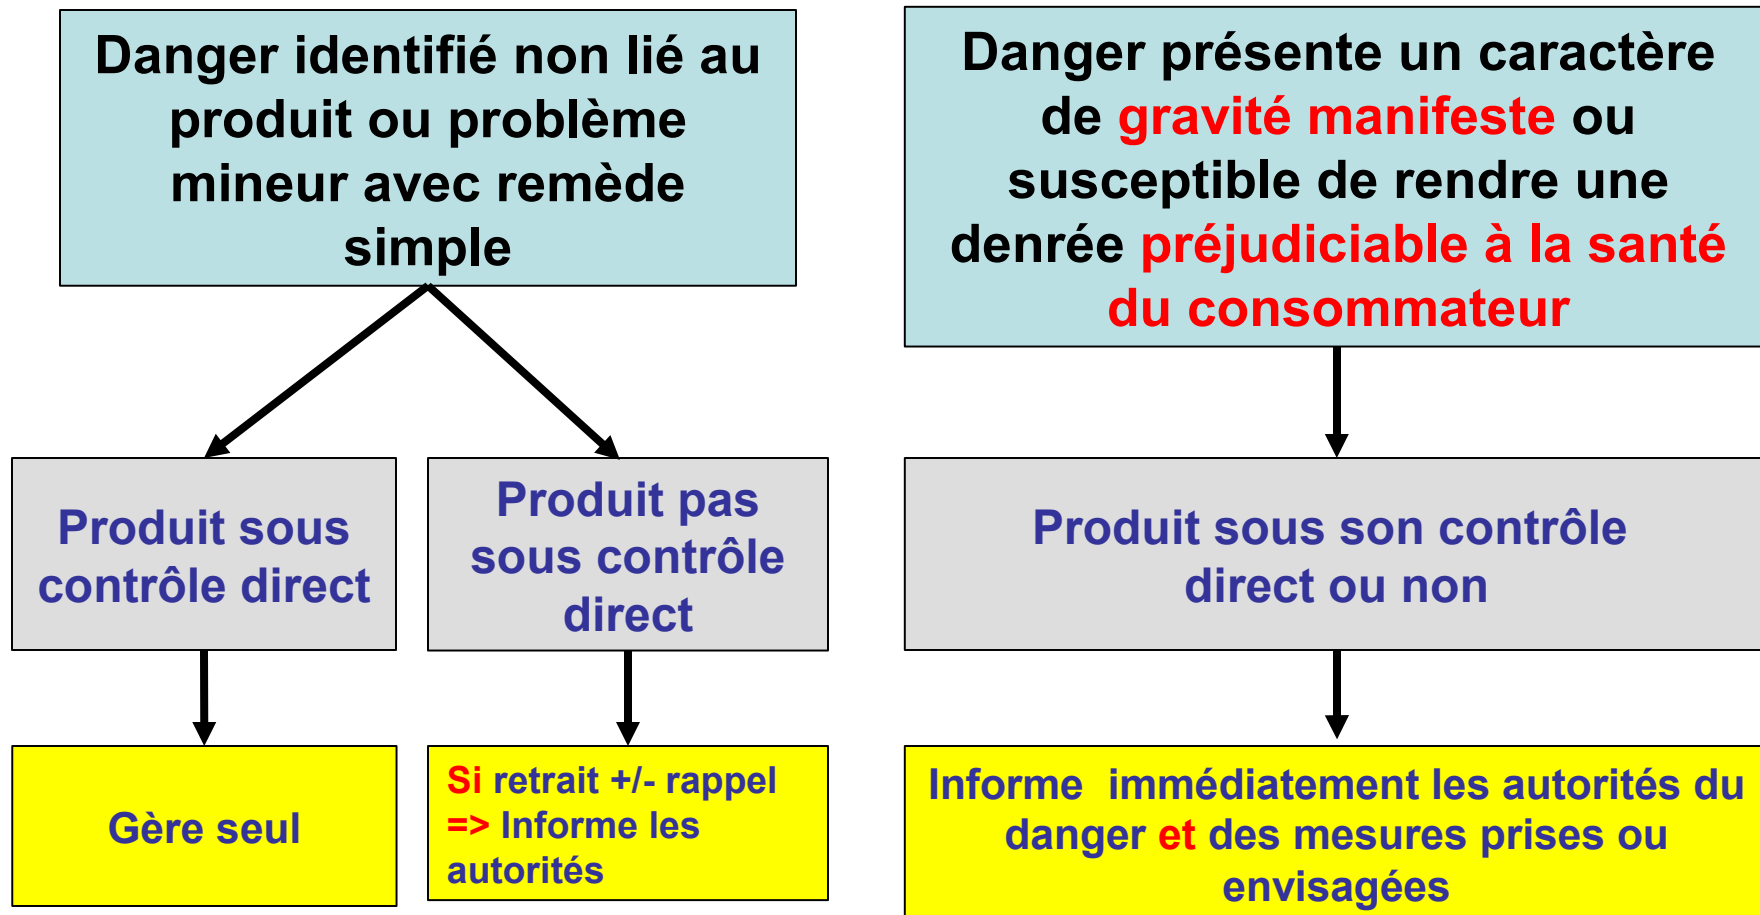 Danger identifié non lié au
produit ou problème
mineur avec remède
simple
Danger présente un caractère
de gravité manifeste ou
susceptible de rendre une
denrée préjudiciable à la santé
du consommateur
Produit sous
contrôle direct
Produit pas
sous contrôle
direct
Produit sous son contrôle
direct ou non
Gère seul
Si retrait +/- rappel
=> Informe les
autorités
Informe immédiatement les autorités du
danger et des mesures prises ou
envisagées